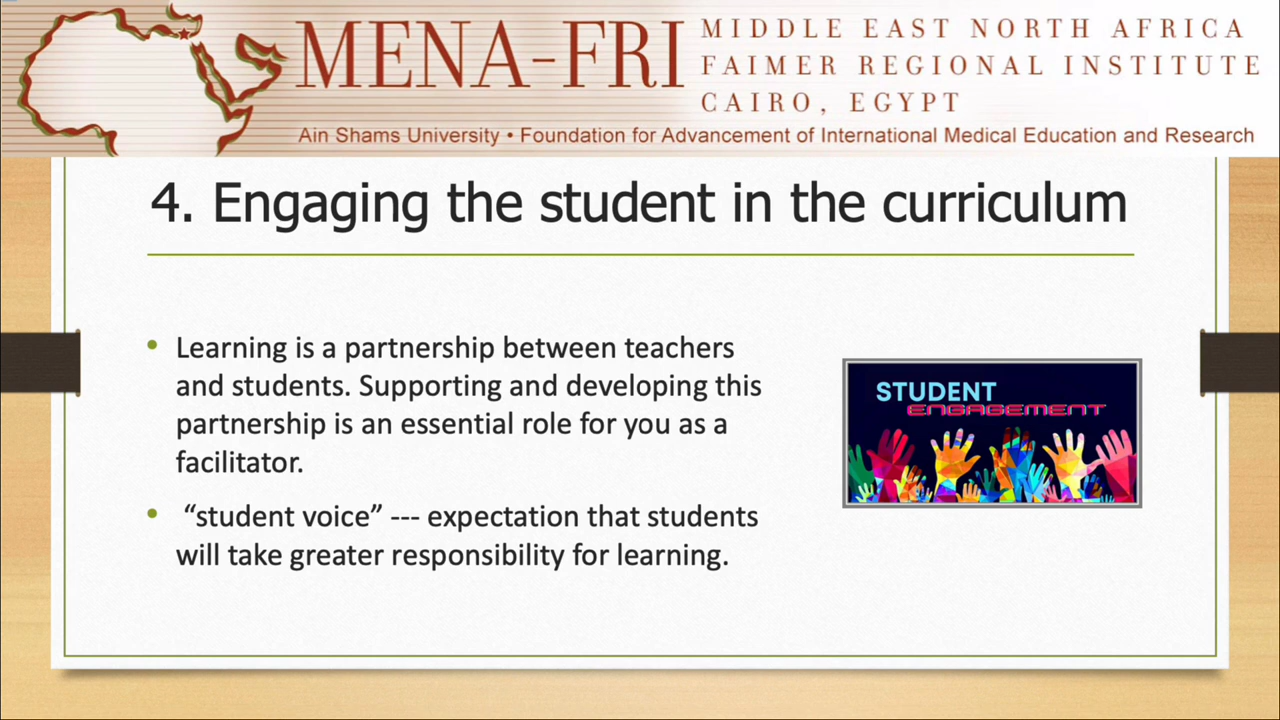 MENA-FRI
MIDDLE EAST NORTH AFRICA
FAIMER REGIONAL INSTITUTE
CAIRO, EGYPT
Ain Shams University • Foundation for Advancement of International Medical Education and Research
4. Engaging the student in the curriculum
• Learning is a partnership between teachers
and students. Supporting and developing this
partnership is an essential role for you as a
facilitator.
• “student voice” --- expectation that students
will take greater responsibility for learning.
STUDENT
ENGAGEMENT